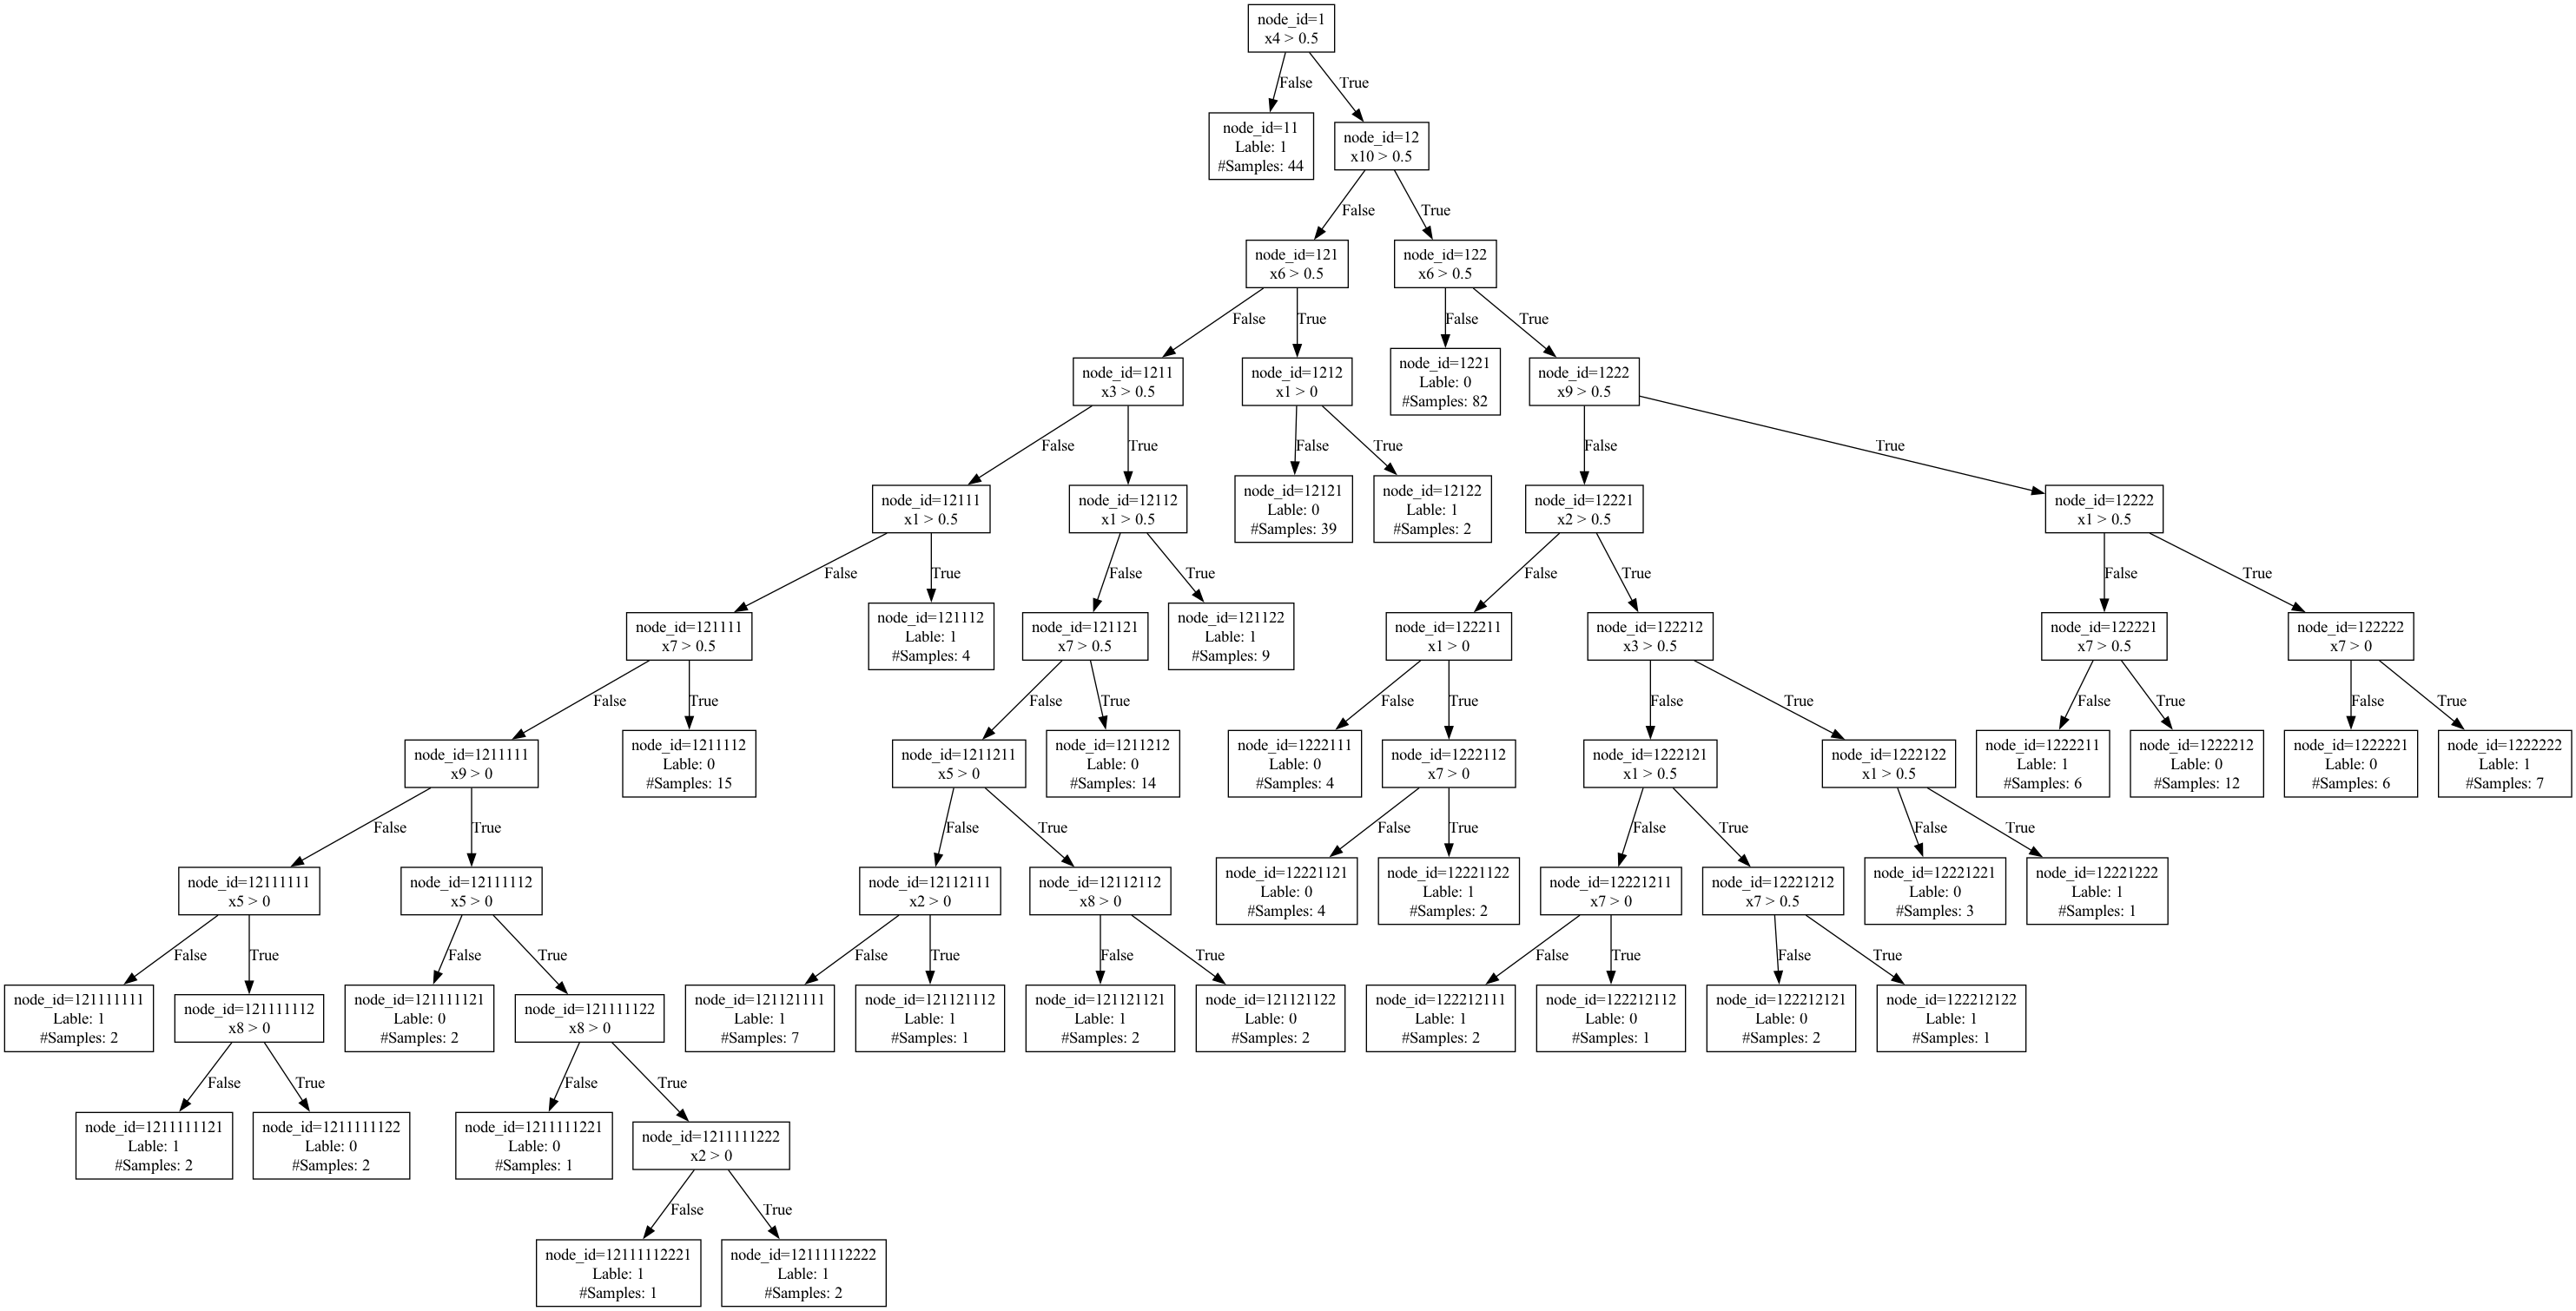 node_id=1
x4 > 0.5
False
True
node_id=11
Lable: 1
#Samples: 44
node_id=12
x10 > 0.5
False
True
node_id=121
x6 > 0.5
node_id=122
x6 > 0.5
False
True
False
True
node_id=1211
x3 > 0.5
node_id=1212
x1 > 0
node_id=1221
Lable: 0
#Samples: 82
node_id=1222
x9 > 0.5
False
True
False
True
False
True
node_id=12111
x1 > 0.5
node_id=12112
x1 > 0.5
node_id=12121
Lable: 0
#Samples: 39
node_id=12122
Lable: 1
#Samples: 2
node_id=12221
x2 > 0.5
node_id=12222
x1 > 0.5
False
True
False
True
False
True
False
True
node_id=121111
x7 > 0.5
node_id=121112
Lable: 1
#Samples: 4
node_id=121121
x7 > 0.5
node_id=121122
Lable: 1
#Samples: 9
node_id=122211
x1 > 0
node_id=122212
x3 > 0.5
node_id=122221
x7 > 0.5
node_id=122222
x7 > 0
False
True
False
True
False
True
False
True
False
True
False
True
node_id=1211111
x9 > 0
node_id=1211112
Lable: 0
#Samples: 15
node_id=1211211
x5 > 0
node_id=1211212
Lable: 0
#Samples: 14
node_id=1222111
Lable: 0
#Samples: 4
node_id=1222112
x7 > 0
node_id=1222121
x1 > 0.5
node_id=1222122
x1 > 0.5
node_id=1222211
Lable: 1
#Samples: 6
node_id=1222212
Lable: 0
#Samples: 12
node_id=1222221
Lable: 0
#Samples: 6
node_id=1222222
Lable: 1
#Samples: 7
False
True
False
True
False
True
False
True
False
True
node_id=12111111
x5 > 0
node_id=12111112
x5 > 0
node_id=12112111
x2 > 0
node_id=12112112
x8 > 0
node_id=12221121
Lable: 0
#Samples: 4
node_id=12221122
Lable: 1
#Samples: 2
node_id=12221211
x7 > 0
node_id=12221212
x7 > 0.5
node_id=12221221
Lable: 0
#Samples: 3
node_id=12221222
Lable: 1
#Samples: 1
False
True
False
True
False
True
False
True
False
True
False
True
node_id=121111111
Lable: 1
#Samples: 2
node_id=121111112
x8 > 0
node_id=121111121
Lable: 0
#Samples: 2
node_id=121111122
x8 > 0
node_id=121121111
Lable: 1
#Samples: 7
node_id=121121112
Lable: 1
#Samples: 1
node_id=121121121
Lable: 1
#Samples: 2
node_id=121121122
Lable: 0
#Samples: 2
node_id=122212111
Lable: 1
#Samples: 2
node_id=122212112
Lable: 0
#Samples: 1
node_id=122212121
Lable: 0
#Samples: 2
node_id=122212122
Lable: 1
#Samples: 1
False
True
False
True
node_id=1211111121
Lable: 1
#Samples: 2
node_id=1211111122
Lable: 0
#Samples: 2
node_id=1211111221
Lable: 0
#Samples: 1
node_id=1211111222
x2 > 0
False
True
node_id=12111112221
Lable: 1
#Samples: 1
node_id=12111112222
Lable: 1
#Samples: 2